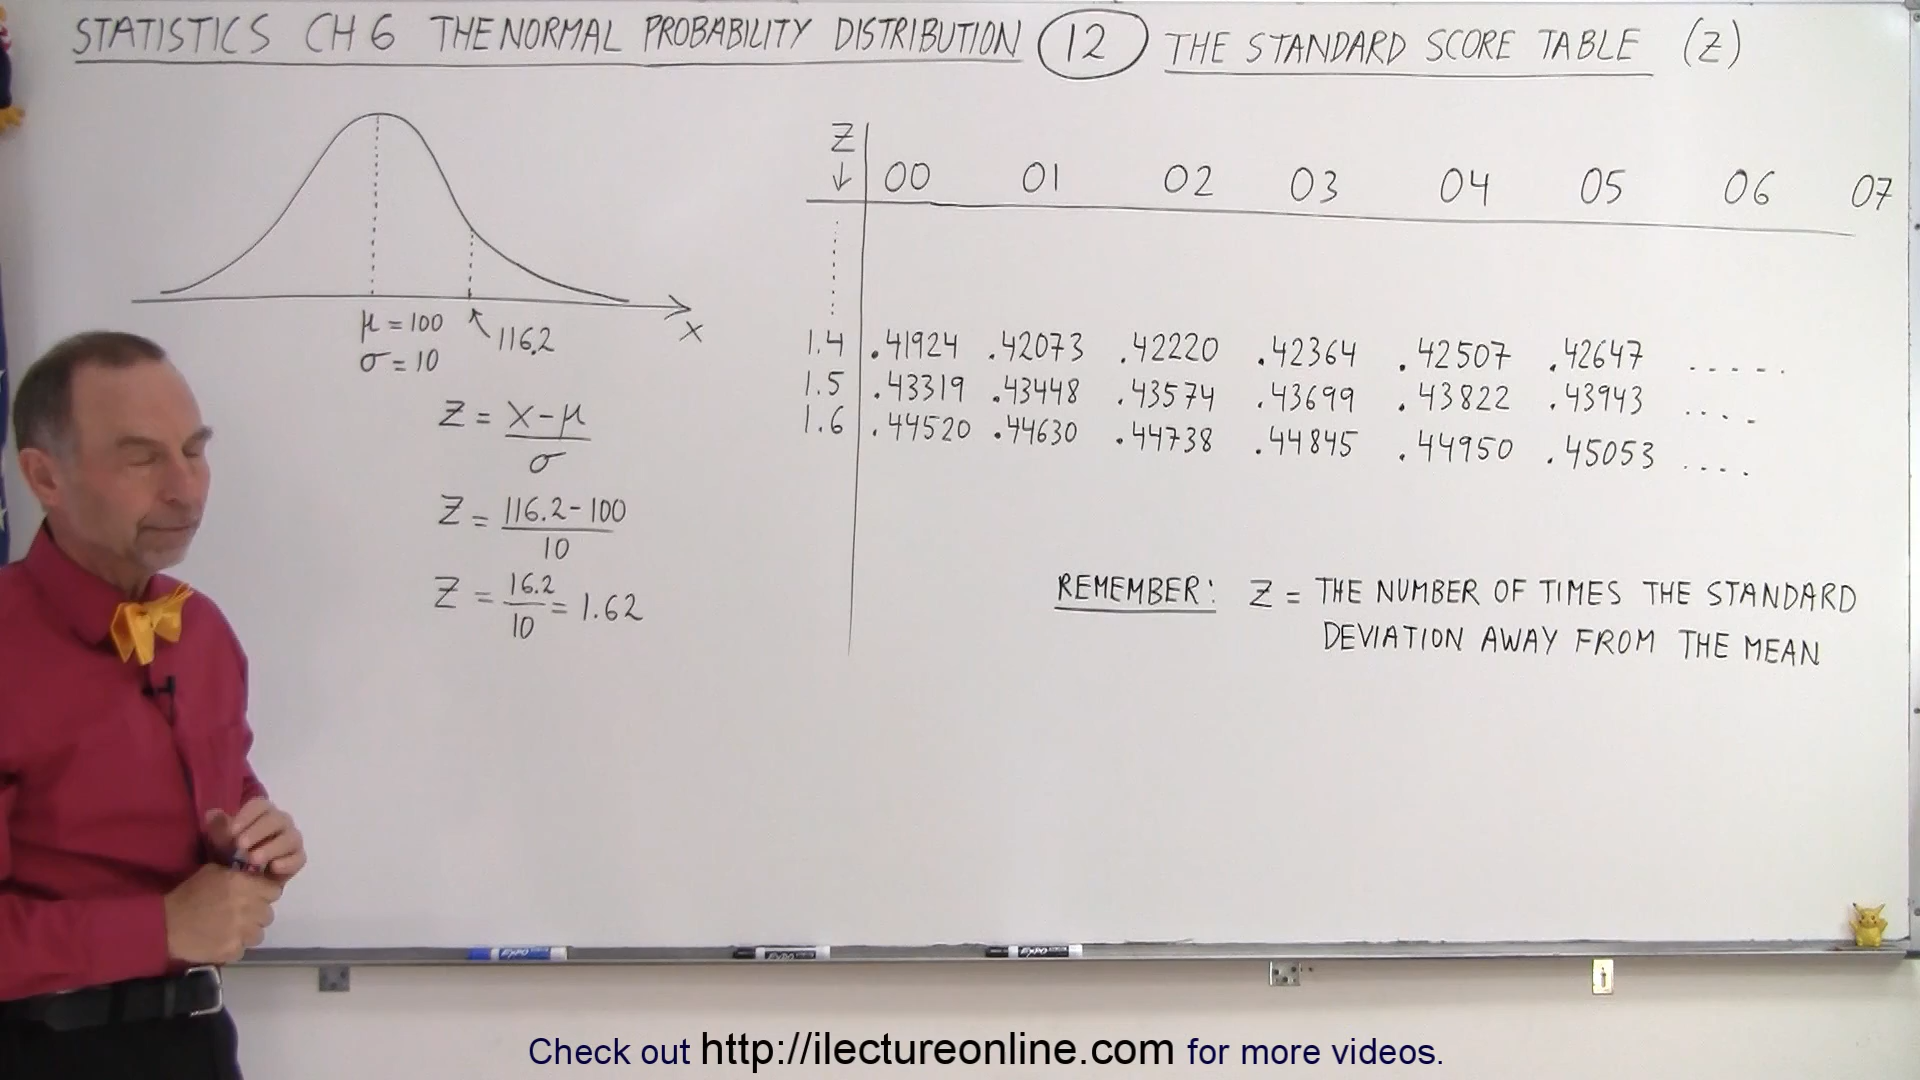 STATISTICS CH 6 THE NORMAL PROBABILITY DISTRIBUTION 12 THE STANDARD SCORE TABLE (Z)
μ = 100
σ = 10
116.2
X
Z = X - μ / σ
Z = 116.2 - 100 / 10
Z = 16.2 / 10 = 1.62
Z ↓ 00 01 02 03 04 05 06 07
1.4 .41924 .42073 .42220 .42364 .42507 .42647 .....
1.5 .43319 .43448 .43574 .43699 .43822 .43943 ....
1.6 .44520 .44630 .44738 .44845 .44950 .45053 ....
REMEMBER: Z = THE NUMBER OF TIMES THE STANDARD
DEVIATION AWAY FROM THE MEAN
Check out http://ilectureonline.com for more videos.